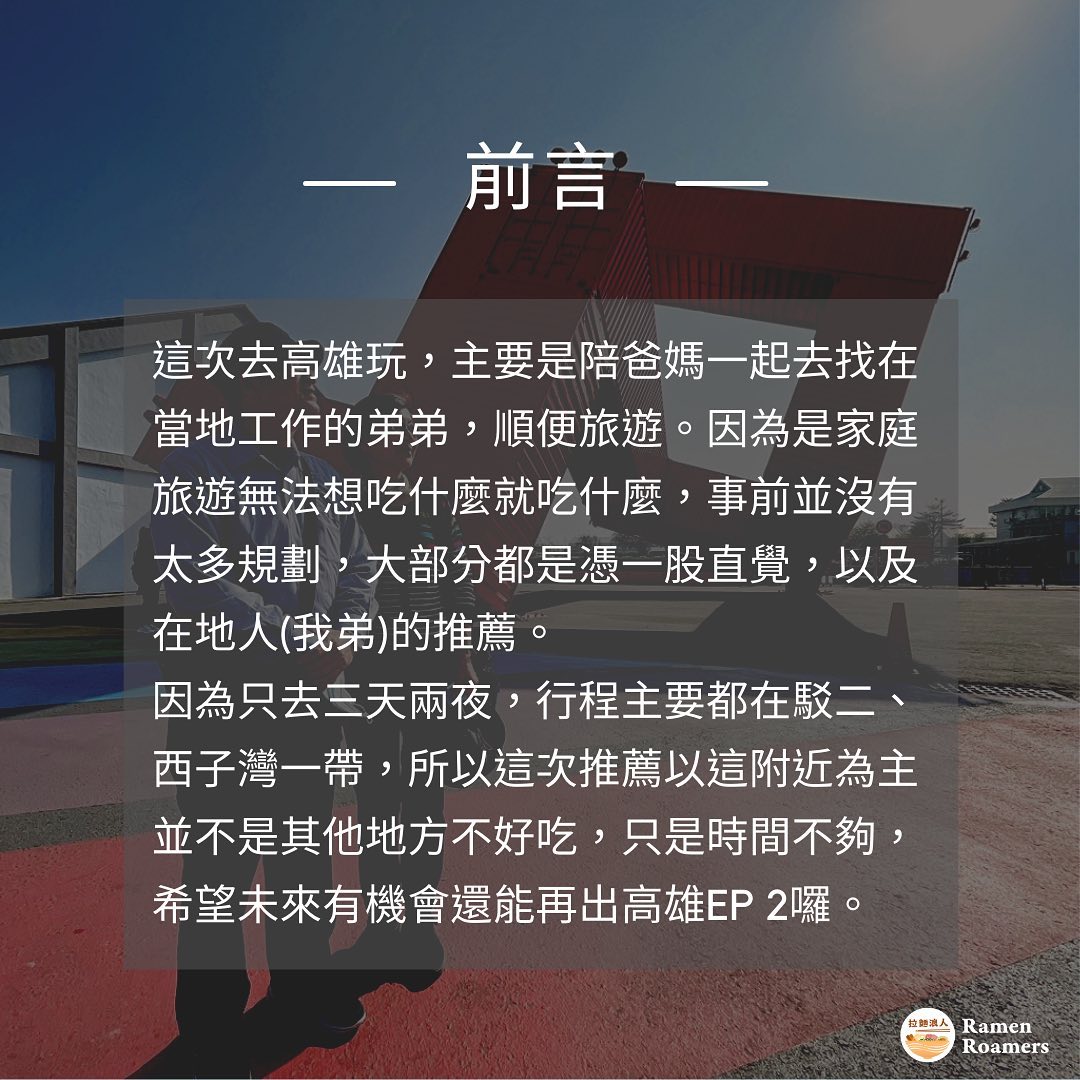 前言
這次去高雄玩，主要是陪爸媽一起去找在
當地工作的弟弟，順便旅遊。因為是家庭
旅遊無法想吃什麼就吃什麼，事前並沒有
太多規劃，大部分都是憑一股直覺，以及
在地人(我弟)的推薦。
因為只去三天兩夜，行程主要都在駁二、
西子灣一帶，所以這次推薦以這附近為主
並不是其他地方不好吃，只是時間不夠，
希望未來有機會還能再出高雄EP 2囉。
拉麵浪人
Ramen
Roamers